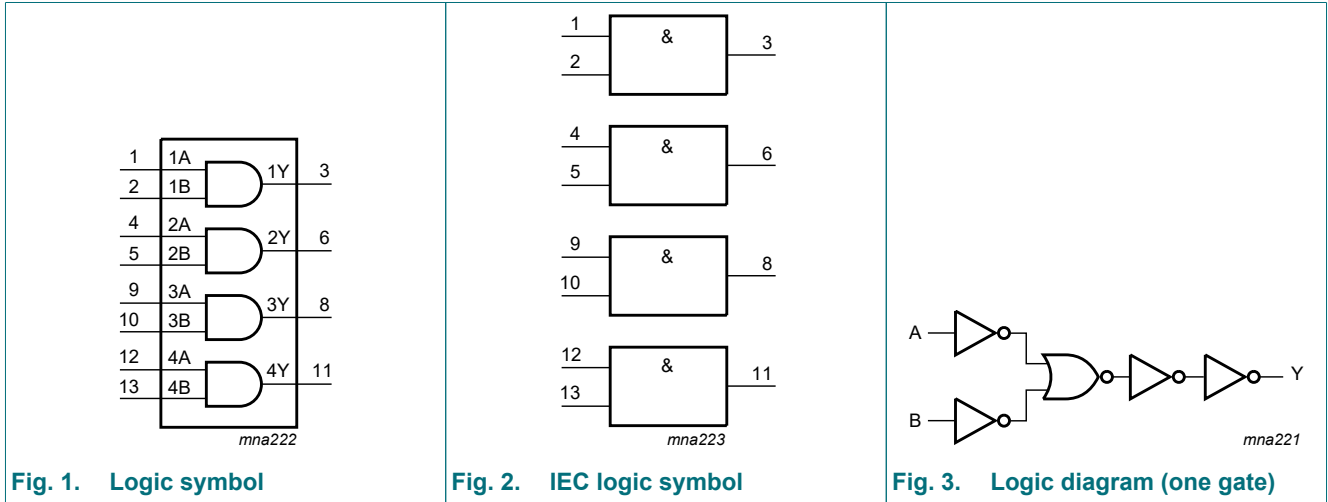 1 1A 1Y 3
2 1B
4 2A 2Y 6
5 2B
9 3A 3Y 8
10 3B
12 4A 4Y 11
13 4B
mna222
Fig. 1. Logic symbol
1 & 3
2
4 & 6
5
9 & 8
10
12 & 11
13
mna223
Fig. 2. IEC logic symbol
A
Y
B
mna221
Fig. 3. Logic diagram (one gate)